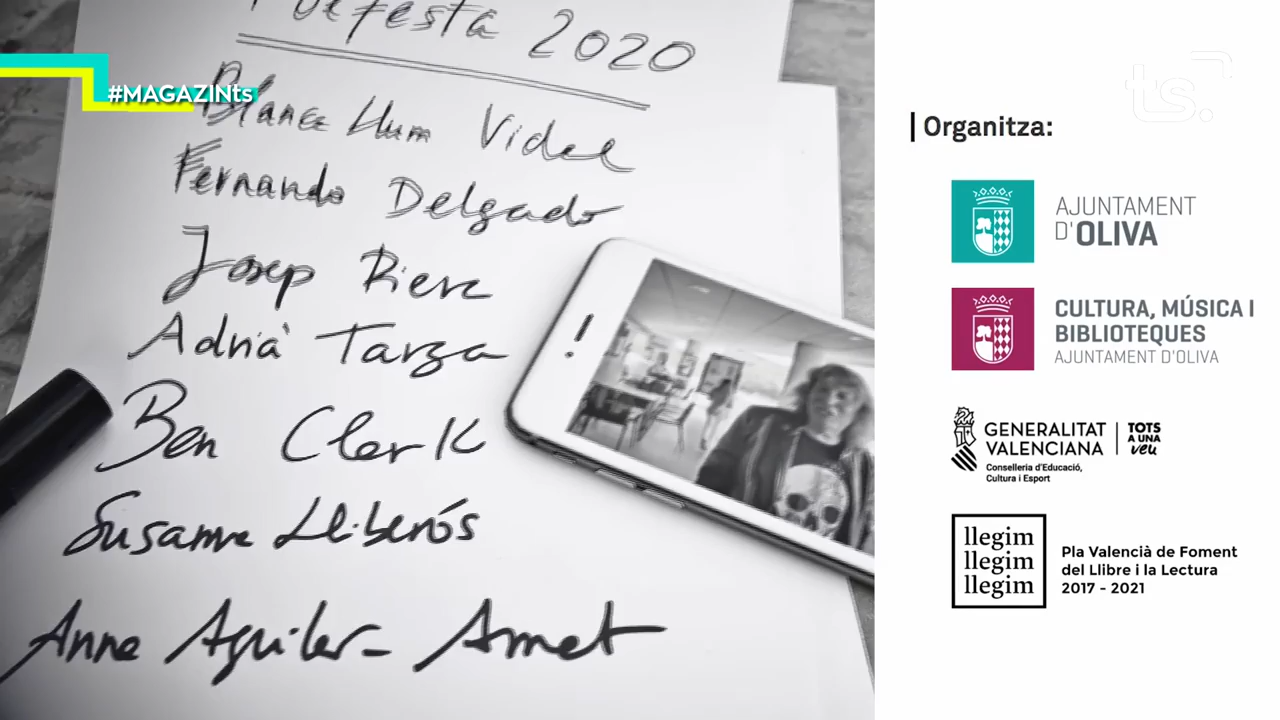 Poefesta 2020
#MAGAZINts
Blanca Llum Vidal
Fernando Delgado
Josep Riera
Adrià Targa
Ben Clark
Susanna Lliberós
Anna Aguilar-Amat
!
ts.
Organitza:
AJUNTAMENT
D'OLIVA
CULTURA, MÚSICA I
BIBLIOTEQUES
AJUNTAMENT D'OLIVA
GENERALITAT
VALENCIANA
TOTS
A UNA
veu
Conselleria d'Educació,
Cultura i Esport
llegim
llegim
llegim
Pla Valencià de Foment
del Llibre i la Lectura
2017 - 2021